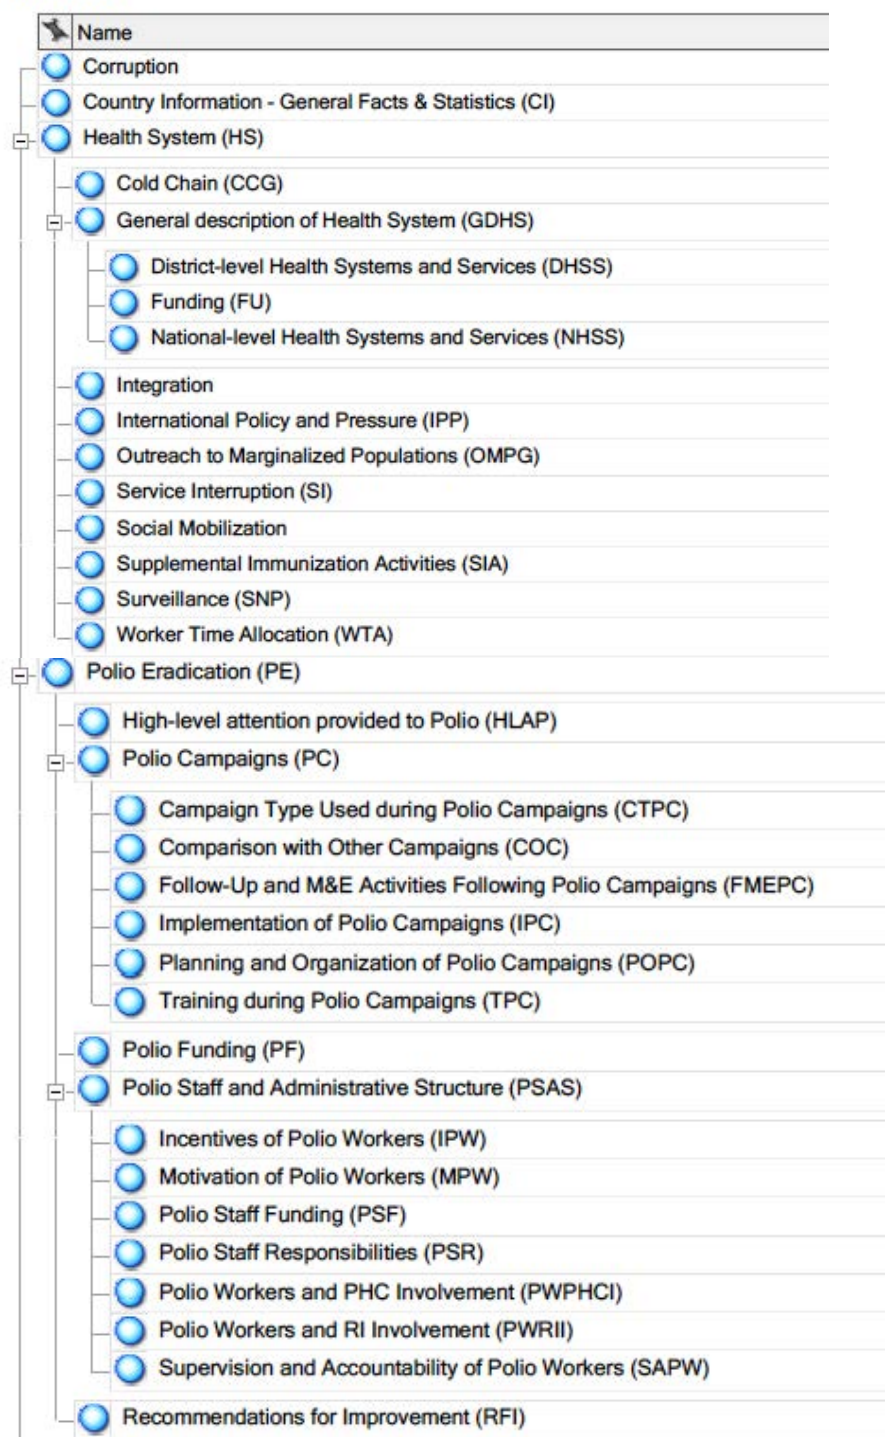 Name
Corruption
Country Information - General Facts & Statistics (CI)
Health System (HS)
Cold Chain (CCG)
General description of Health System (GDHS)
District-level Health Systems and Services (DHSS)
Funding (FU)
National-level Health Systems and Services (NHSS)
Integration
International Policy and Pressure (IPP)
Outreach to Marginalized Populations (OMPG)
Service Interruption (SI)
Social Mobilization
Supplemental Immunization Activities (SIA)
Surveillance (SNP)
Worker Time Allocation (WTA)
Polio Eradication (PE)
High-level attention provided to Polio (HLAP)
Polio Campaigns (PC)
Campaign Type Used during Polio Campaigns (CTPC)
Comparison with Other Campaigns (COC)
Follow-Up and M&E Activities Following Polio Campaigns (FMEPC)
Implementation of Polio Campaigns (IPC)
Planning and Organization of Polio Campaigns (POPC)
Training during Polio Campaigns (TPC)
Polio Funding (PF)
Polio Staff and Administrative Structure (PSAS)
Incentives of Polio Workers (IPW)
Motivation of Polio Workers (MPW)
Polio Staff Funding (PSF)
Polio Staff Responsibilities (PSR)
Polio Workers and PHC Involvement (PWPHCI)
Polio Workers and RI Involvement (PWRII)
Supervision and Accountability of Polio Workers (SAPW)
Recommendations for Improvement (RFI)